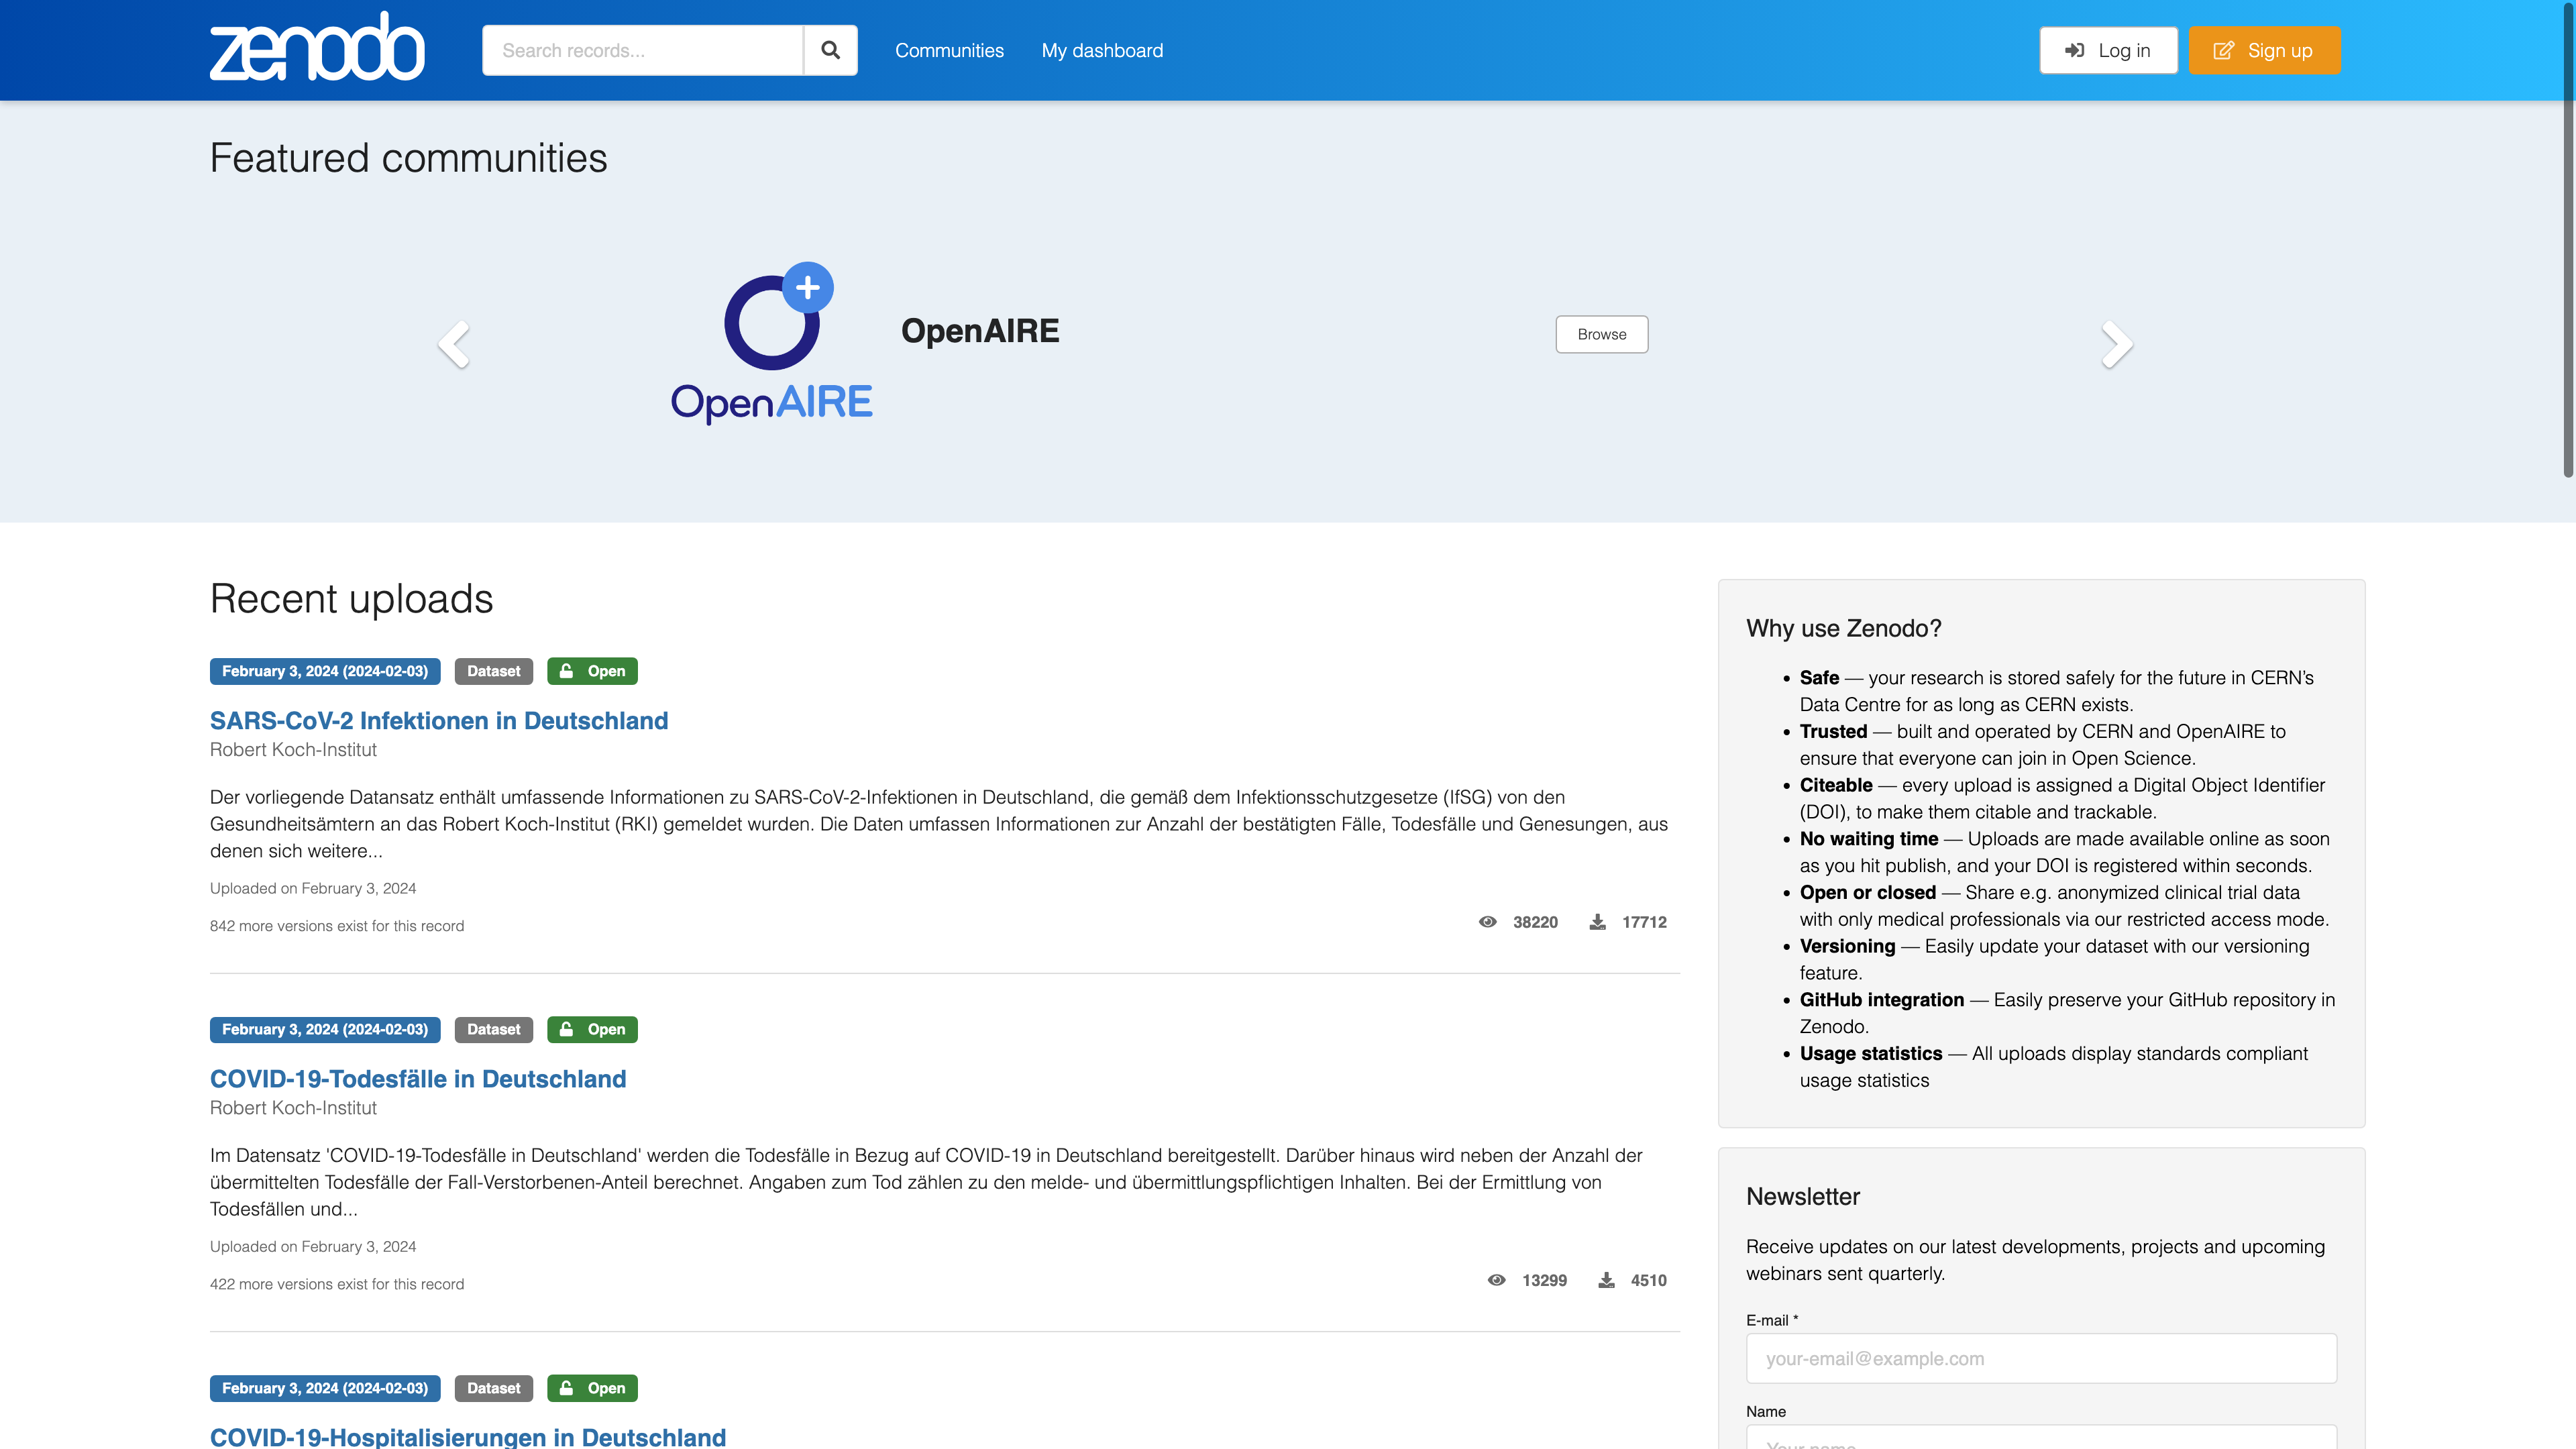 zenodo
Search records...
Communities
My dashboard
Log in
Sign up
Featured communities
OpenAIRE
OpenAIRE
Browse
Recent uploads
February 3, 2024 (2024-02-03) Dataset Open
SARS-CoV-2 Infektionen in Deutschland
Robert Koch-Institut
Der vorliegende Datansatz enthält umfassende Informationen zu SARS-CoV-2-Infektionen in Deutschland, die gemäß dem Infektionsschutzgesetze (IfSG) von den
Gesundheitsämtern an das Robert Koch-Institut (RKI) gemeldet wurden. Die Daten umfassen Informationen zur Anzahl der bestätigten Fälle, Todesfälle und Genesungen, aus
denen sich weitere...
Uploaded on February 3, 2024
842 more versions exist for this record
38220 17712
February 3, 2024 (2024-02-03) Dataset Open
COVID-19-Todesfälle in Deutschland
Robert Koch-Institut
Im Datensatz 'COVID-19-Todesfälle in Deutschland' werden die Todesfälle in Bezug auf COVID-19 in Deutschland bereitgestellt. Darüber hinaus wird neben der Anzahl der
übermittelten Todesfälle der Fall-Verstorbenen-Anteil berechnet. Angaben zum Tod zählen zu den melde- und übermittlungspflichtigen Inhalten. Bei der Ermittlung von
Todesfällen und...
Uploaded on February 3, 2024
422 more versions exist for this record
13299 4510
February 3, 2024 (2024-02-03) Dataset Open
COVID-19-Hospitalisierungen in Deutschland
Why use Zenodo?
• Safe — your research is stored safely for the future in CERN's
Data Centre for as long as CERN exists.
• Trusted — built and operated by CERN and OpenAIRE to
ensure that everyone can join in Open Science.
• Citeable — every upload is assigned a Digital Object Identifier
(DOI), to make them citable and trackable.
• No waiting time — Uploads are made available online as soon
as you hit publish, and your DOI is registered within seconds.
• Open or closed — Share e.g. anonymized clinical trial data
with only medical professionals via our restricted access mode.
• Versioning — Easily update your dataset with our versioning
feature.
• GitHub integration — Easily preserve your GitHub repository in
Zenodo.
• Usage statistics — All uploads display standards compliant
usage statistics
Newsletter
Receive updates on our latest developments, projects and upcoming
webinars sent quarterly.
E-mail *
your-email@example.com
Name